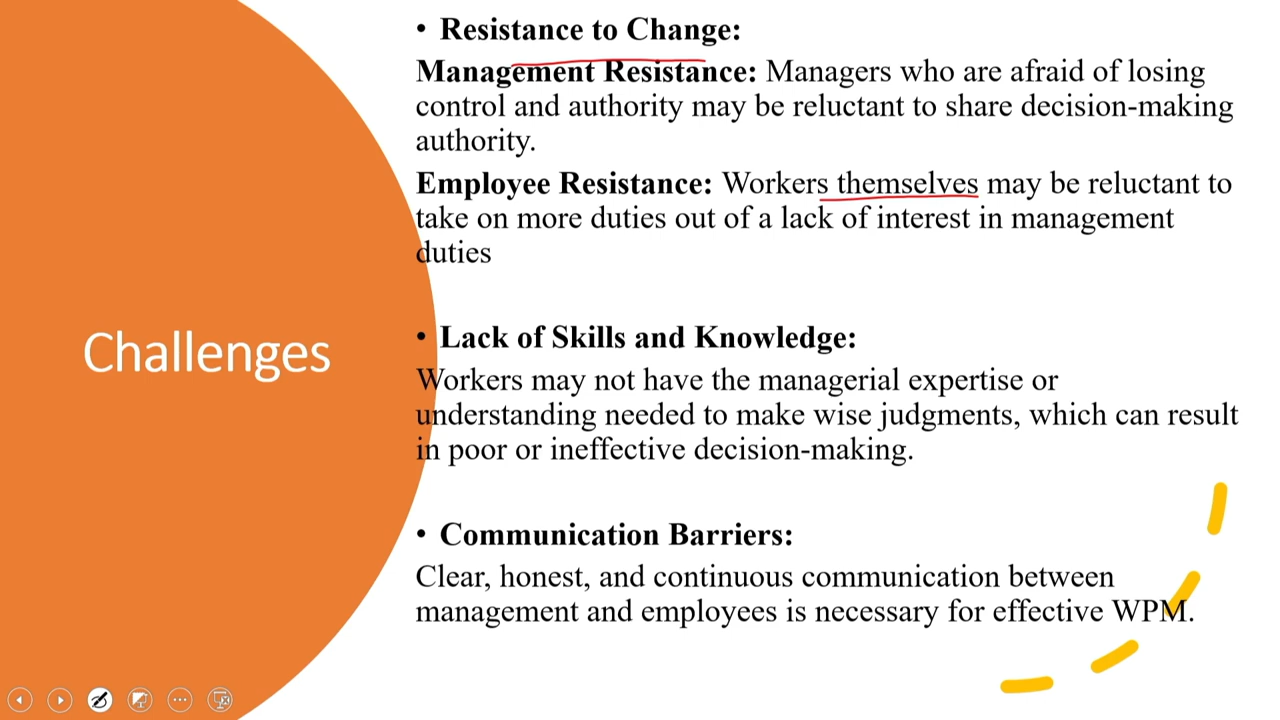 Challenges
• Resistance to Change:
Management Resistance: Managers who are afraid of losing
control and authority may be reluctant to share decision-making
authority.
Employee Resistance: Workers themselves may be reluctant to
take on more duties out of a lack of interest in management
duties
• Lack of Skills and Knowledge:
Workers may not have the managerial expertise or
understanding needed to make wise judgments, which can result
in poor or ineffective decision-making.
• Communication Barriers:
Clear, honest, and continuous communication between
management and employees is necessary for effective WPM.